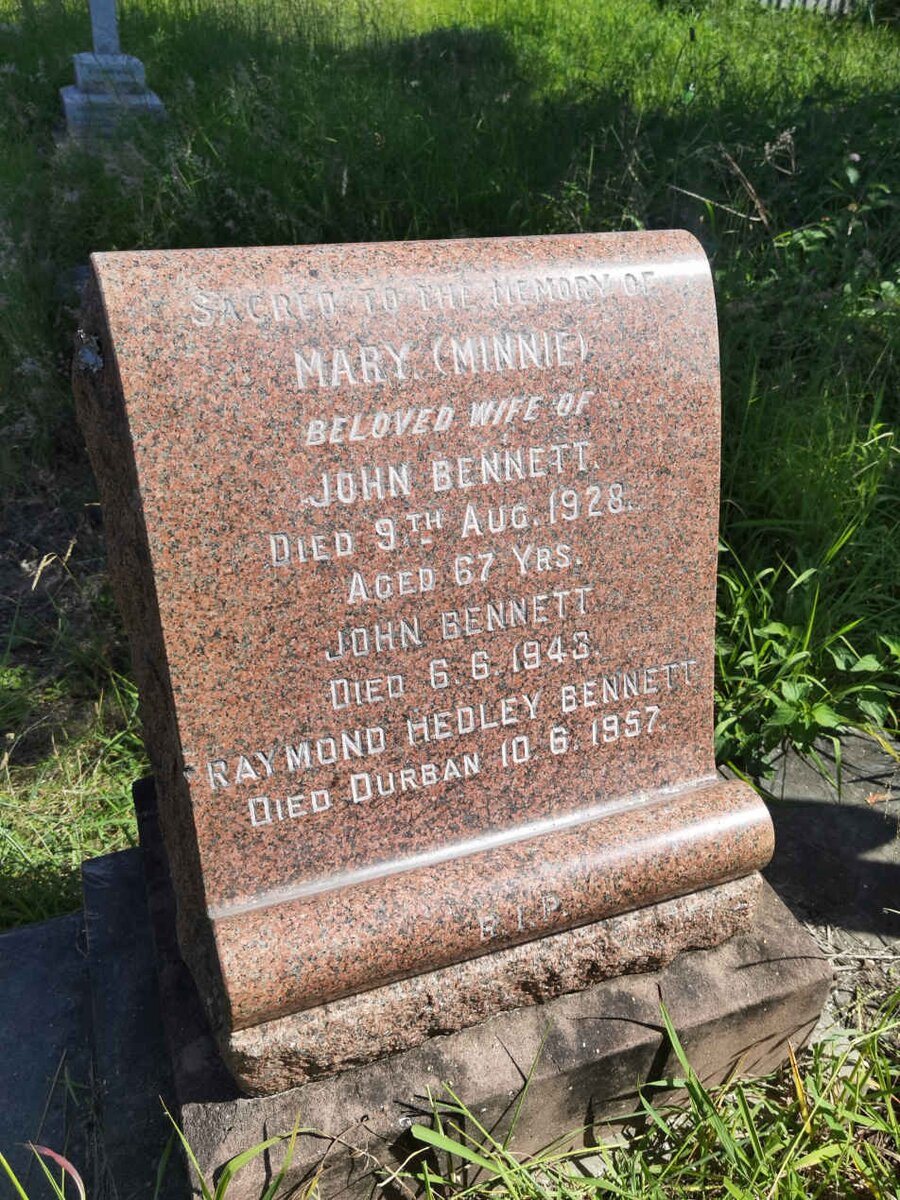 SACRED TO THE MEMORY OF
MARY. (MINNIE)
BELOVED WIFE OF
JOHN BENNETT.
DIED 9TH AUG. 1928.
AGED 67 YRS.
JOHN BENNETT
DIED 6.6.1943.
RAYMOND HEDLEY BENNETT
DIED DURBAN 10.6.1957.
R.I.P.